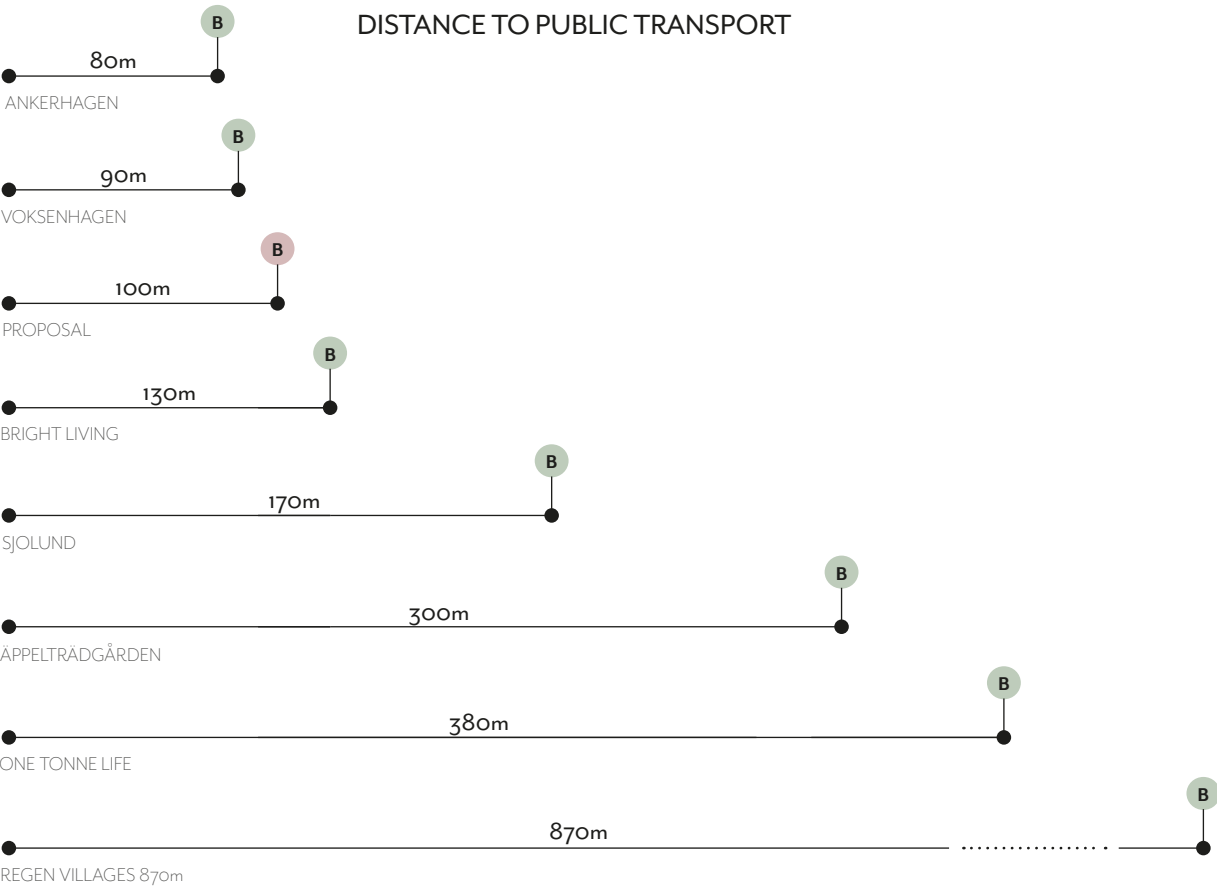 DISTANCE TO PUBLIC TRANSPORT
B
80m
ANKERHAGEN
B
90m
VOKSENHAGEN
B
100m
PROPOSAL
B
130m
BRIGHT LIVING
B
170m
SJOLUND
B
300m
ÄPPELTRÄDGÅRDEN
B
380m
ONE TONNE LIFE
B
870m
REGEN VILLAGES 870m